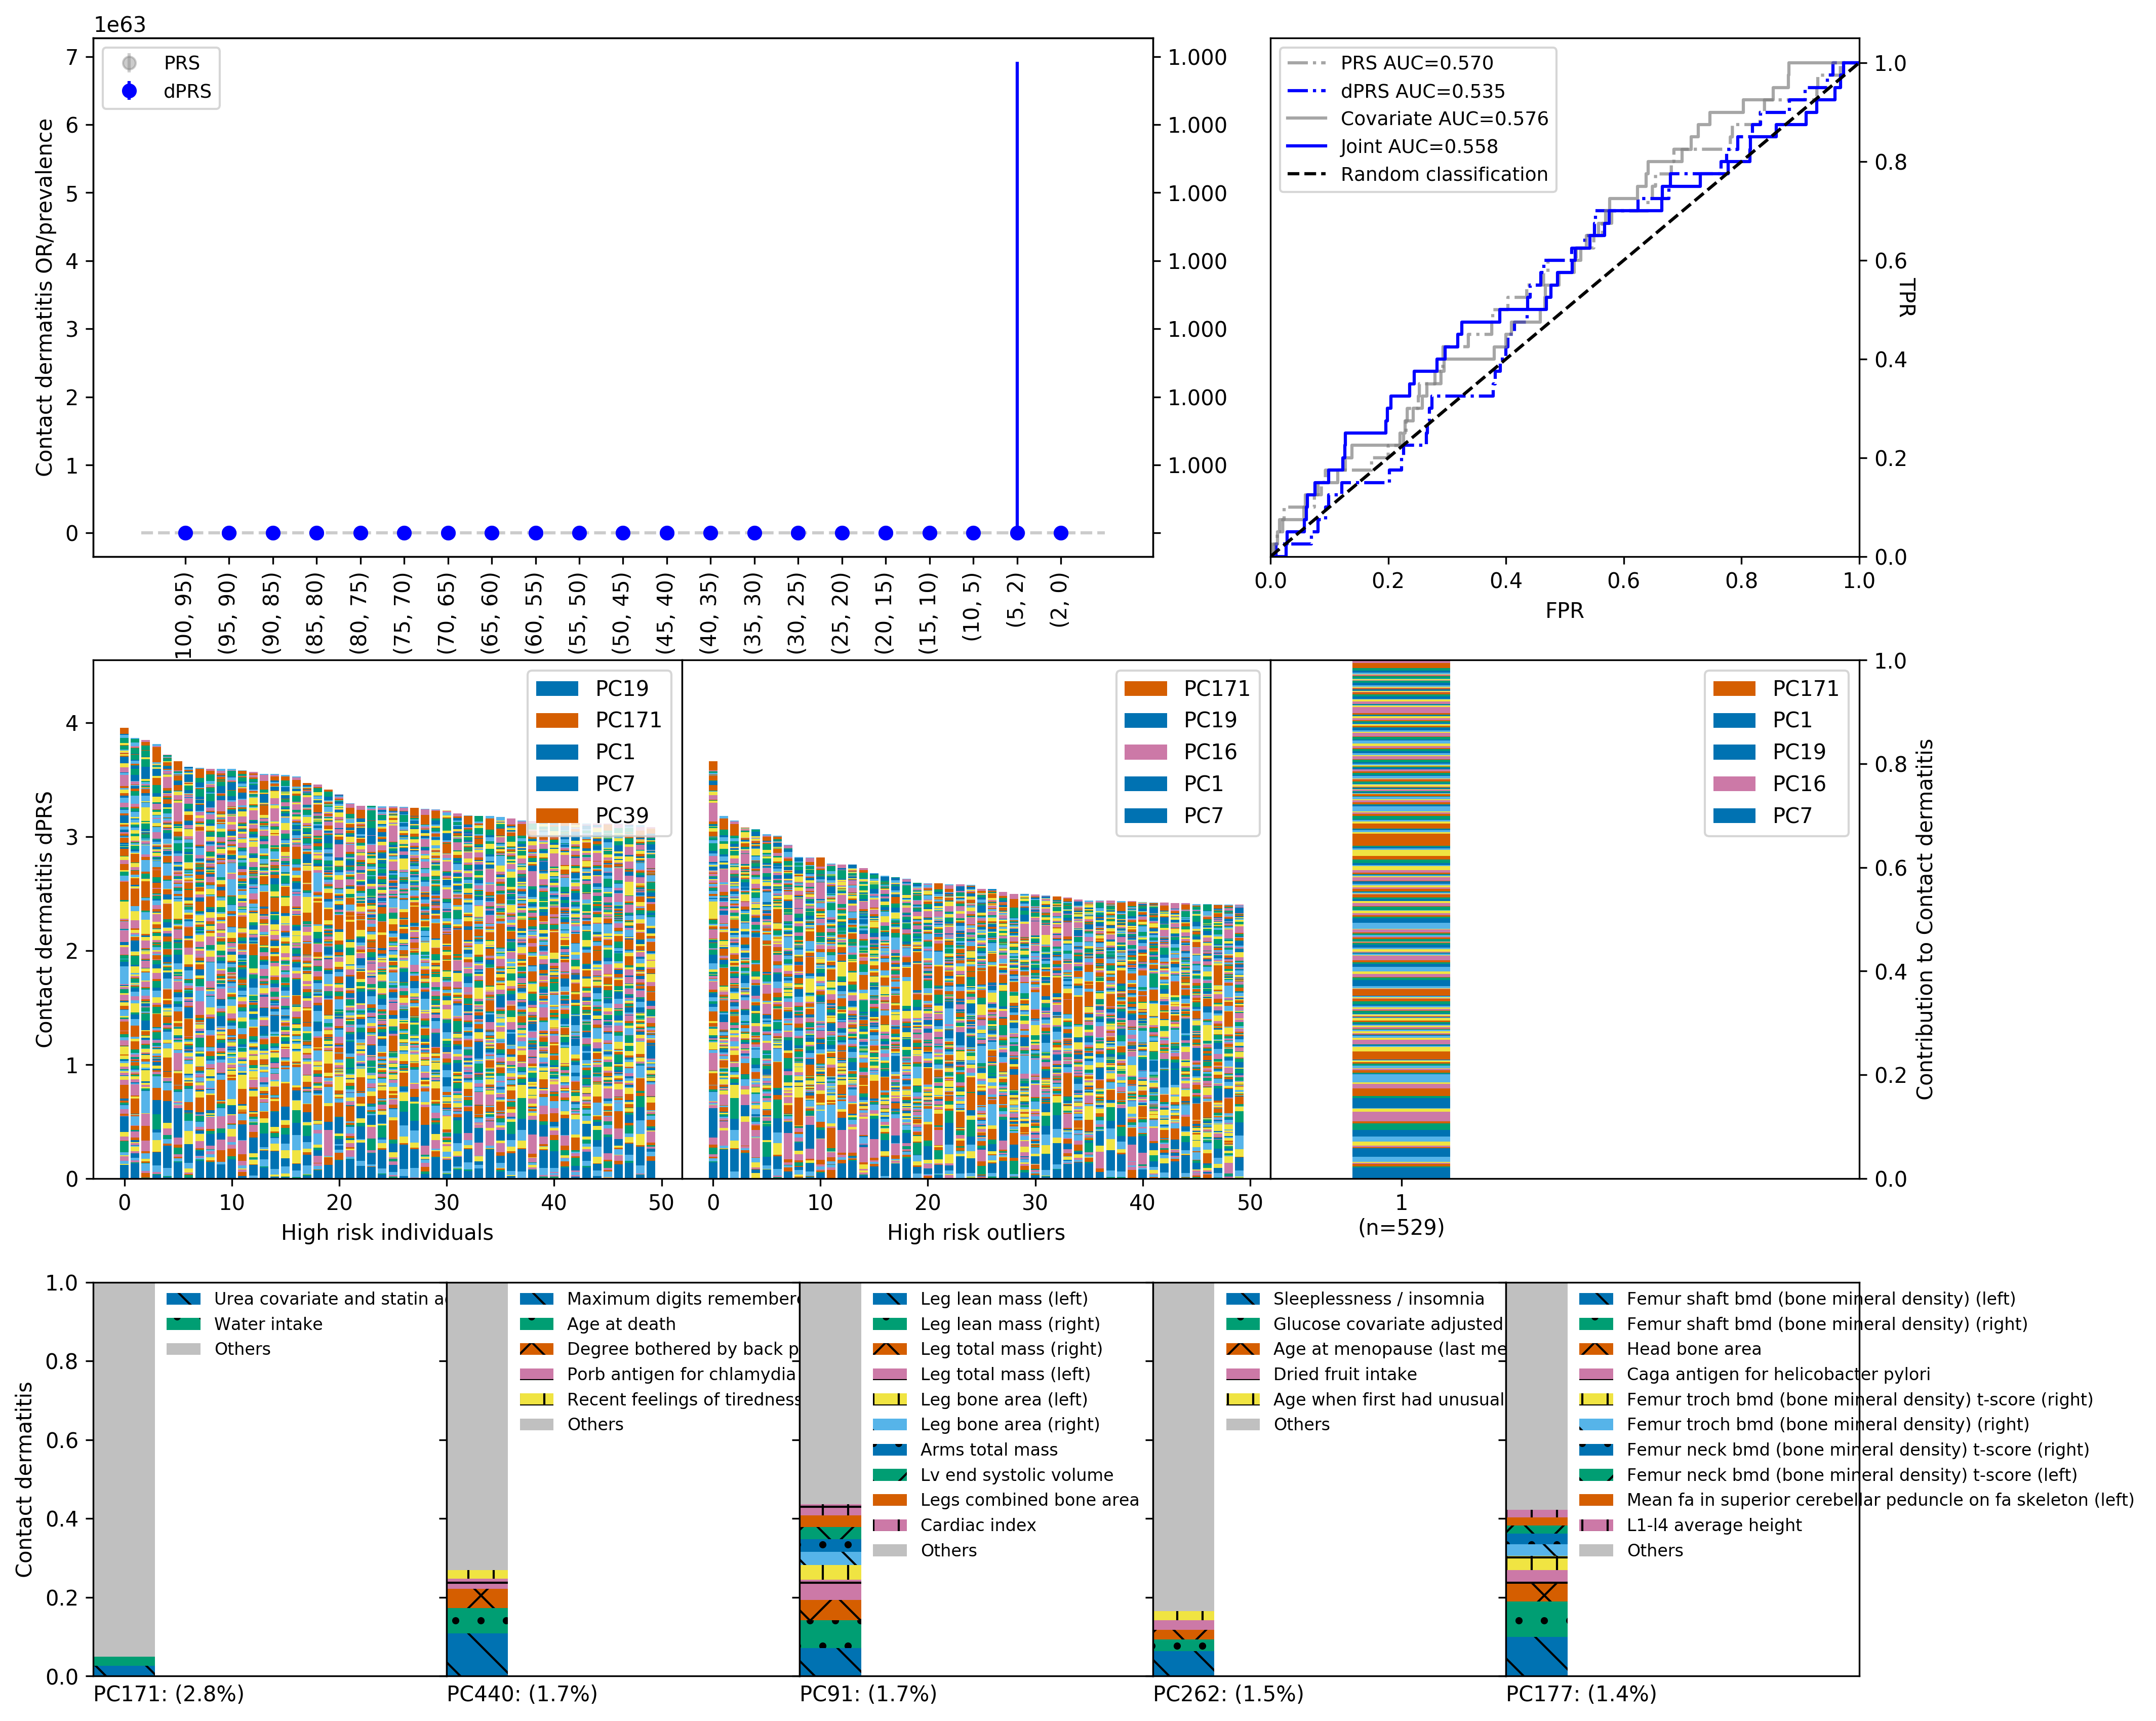 1e63
7
6
5
4
3
2
1
0
Contact dermatitis OR/prevalence
PRS
dPRS
1.000
1.000
1.000
1.000
1.000
1.000
1.000
(95, 90)
(90, 85)
(85, 80)
(80, 75)
(75, 70)
(70, 65)
(65, 60)
(60, 55)
(55, 50)
(50, 45)
(45, 40)
(40, 35)
(35, 30)
(30, 25)
(25, 20)
(20, 15)
(15, 10)
(10, 5)
(5, 2)
(2, 0)
100, 95)
PRS AUC=0.570
dPRS AUC=0.535
Covariate AUC=0.576
Joint AUC=0.558
Random classification
1.0
0.8
0.6
0.4
0.2
0.0
TPR
0.0 0.2 0.4 0.6 0.8 1.0
FPR
Contact dermatitis dPRS
4
3
2
1
0
PC19
PC171
PC1
PC7
PC39
0 10 20 30 40 50
High risk individuals
PC171
PC19
PC16
PC1
PC7
0 10 20 30 40 50
High risk outliers
PC171
PC1
PC19
PC16
PC7
1
(n=529)
1.0
0.8
0.6
0.4
0.2
0.0
Contribution to Contact dermatitis
Contact dermatitis
1.0
0.8
0.6
0.4
0.2
0.0
Urea covariate and statin
Water intake
Others
PC171: (2.8%)
Maximum digits
Age at death
Degree bothered by back
Porb antigen for chlamydia
Recent feelings of tiredness
Others
PC440: (1.7%)
Leg lean mass (left)
Leg lean mass (right)
Leg total mass (right)
Leg total mass (left)
Leg bone area (left)
Leg bone area (right)
Arms total mass
Lv end systolic volume
Legs combined bone area
Cardiac index
Others
PC91: (1.7%)
Sleeplessness / insomnia
Glucose covariate adjusted
Age at menopause (last
Dried fruit intake
Age when first had unusual
Others
PC262: (1.5%)
Femur shaft bmd (bone mineral density) (left)
Femur shaft bmd (bone mineral density) (right)
Head bone area
Caga antigen for helicobacter pylori
Femur troch bmd (bone mineral density) t-score (right)
Femur troch bmd (bone mineral density) (right)
Femur neck bmd (bone mineral density) t-score (right)
Femur neck bmd (bone mineral density) t-score (left)
Mean fa in superior cerebellar peduncle on fa skeleton (left)
L1-l4 average height
Others
PC177: (1.4%)